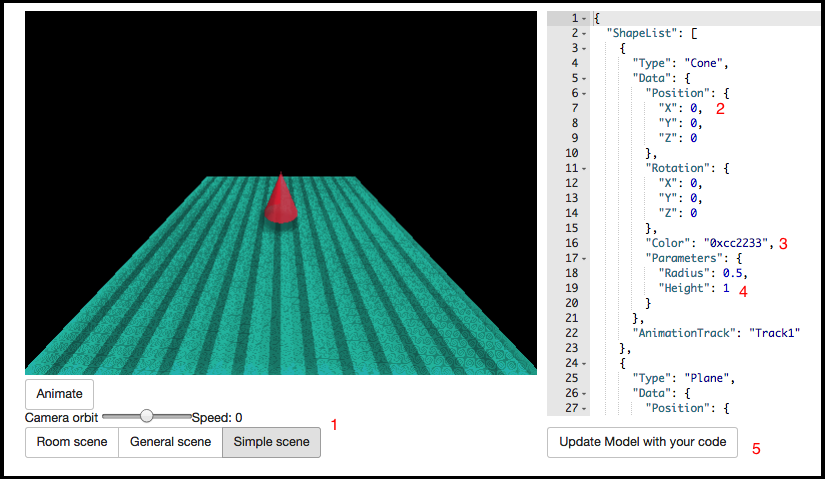 Animate
Camera orbit Speed: 0
1
Room scene General scene Simple scene
1 {
2 "ShapeList": [
3 {
4 "Type": "Cone",
5 "Data": {
6 "Position": {
7 "X": 0, 2
8 "Y": 0,
9 "Z": 0
10 },
11 "Rotation": {
12 "X": 0,
13 "Y": 0,
14 "Z": 0
15 },
16 "Color": "0xcc2233", 3
17 "Parameters": {
18 "Radius": 0.5,
19 "Height": 1 4
20 }
21 },
22 "AnimationTrack": "Track1"
23 },
24 {
25 "Type": "Plane",
26 "Data": {
27 "Position": {
Update Model with your code 5